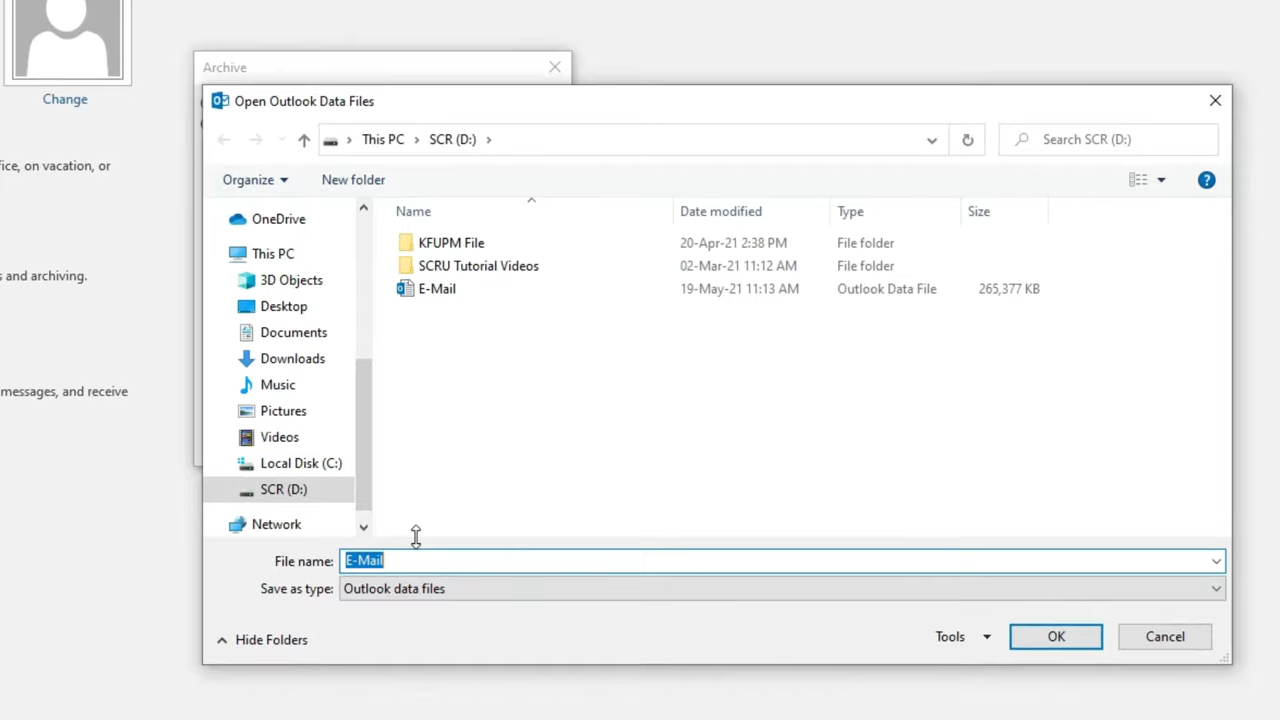 Archive
Change
Open Outlook Data Files
This PC
SCR (D:)
Search SCR (D:)
fice, on vacation, or
Organize
New folder
Name
Date modified
Type
Size
OneDrive
KFUPM File
20-Apr-21 2:38 PM
File folder
This PC
SCRU Tutorial Videos
02-Mar-21 11:12 AM
File folder
s and archiving.
3D Objects
E-Mail
19-May-21 11:13 AM
Outlook Data File
265,377 KB
Desktop
Documents
Downloads
Music
messages, and receive
Pictures
Videos
Local Disk (C:)
SCR (D:)
Network
File name:
E-Mail
Save as type:
Outlook data files
Hide Folders
Tools
OK
Cancel